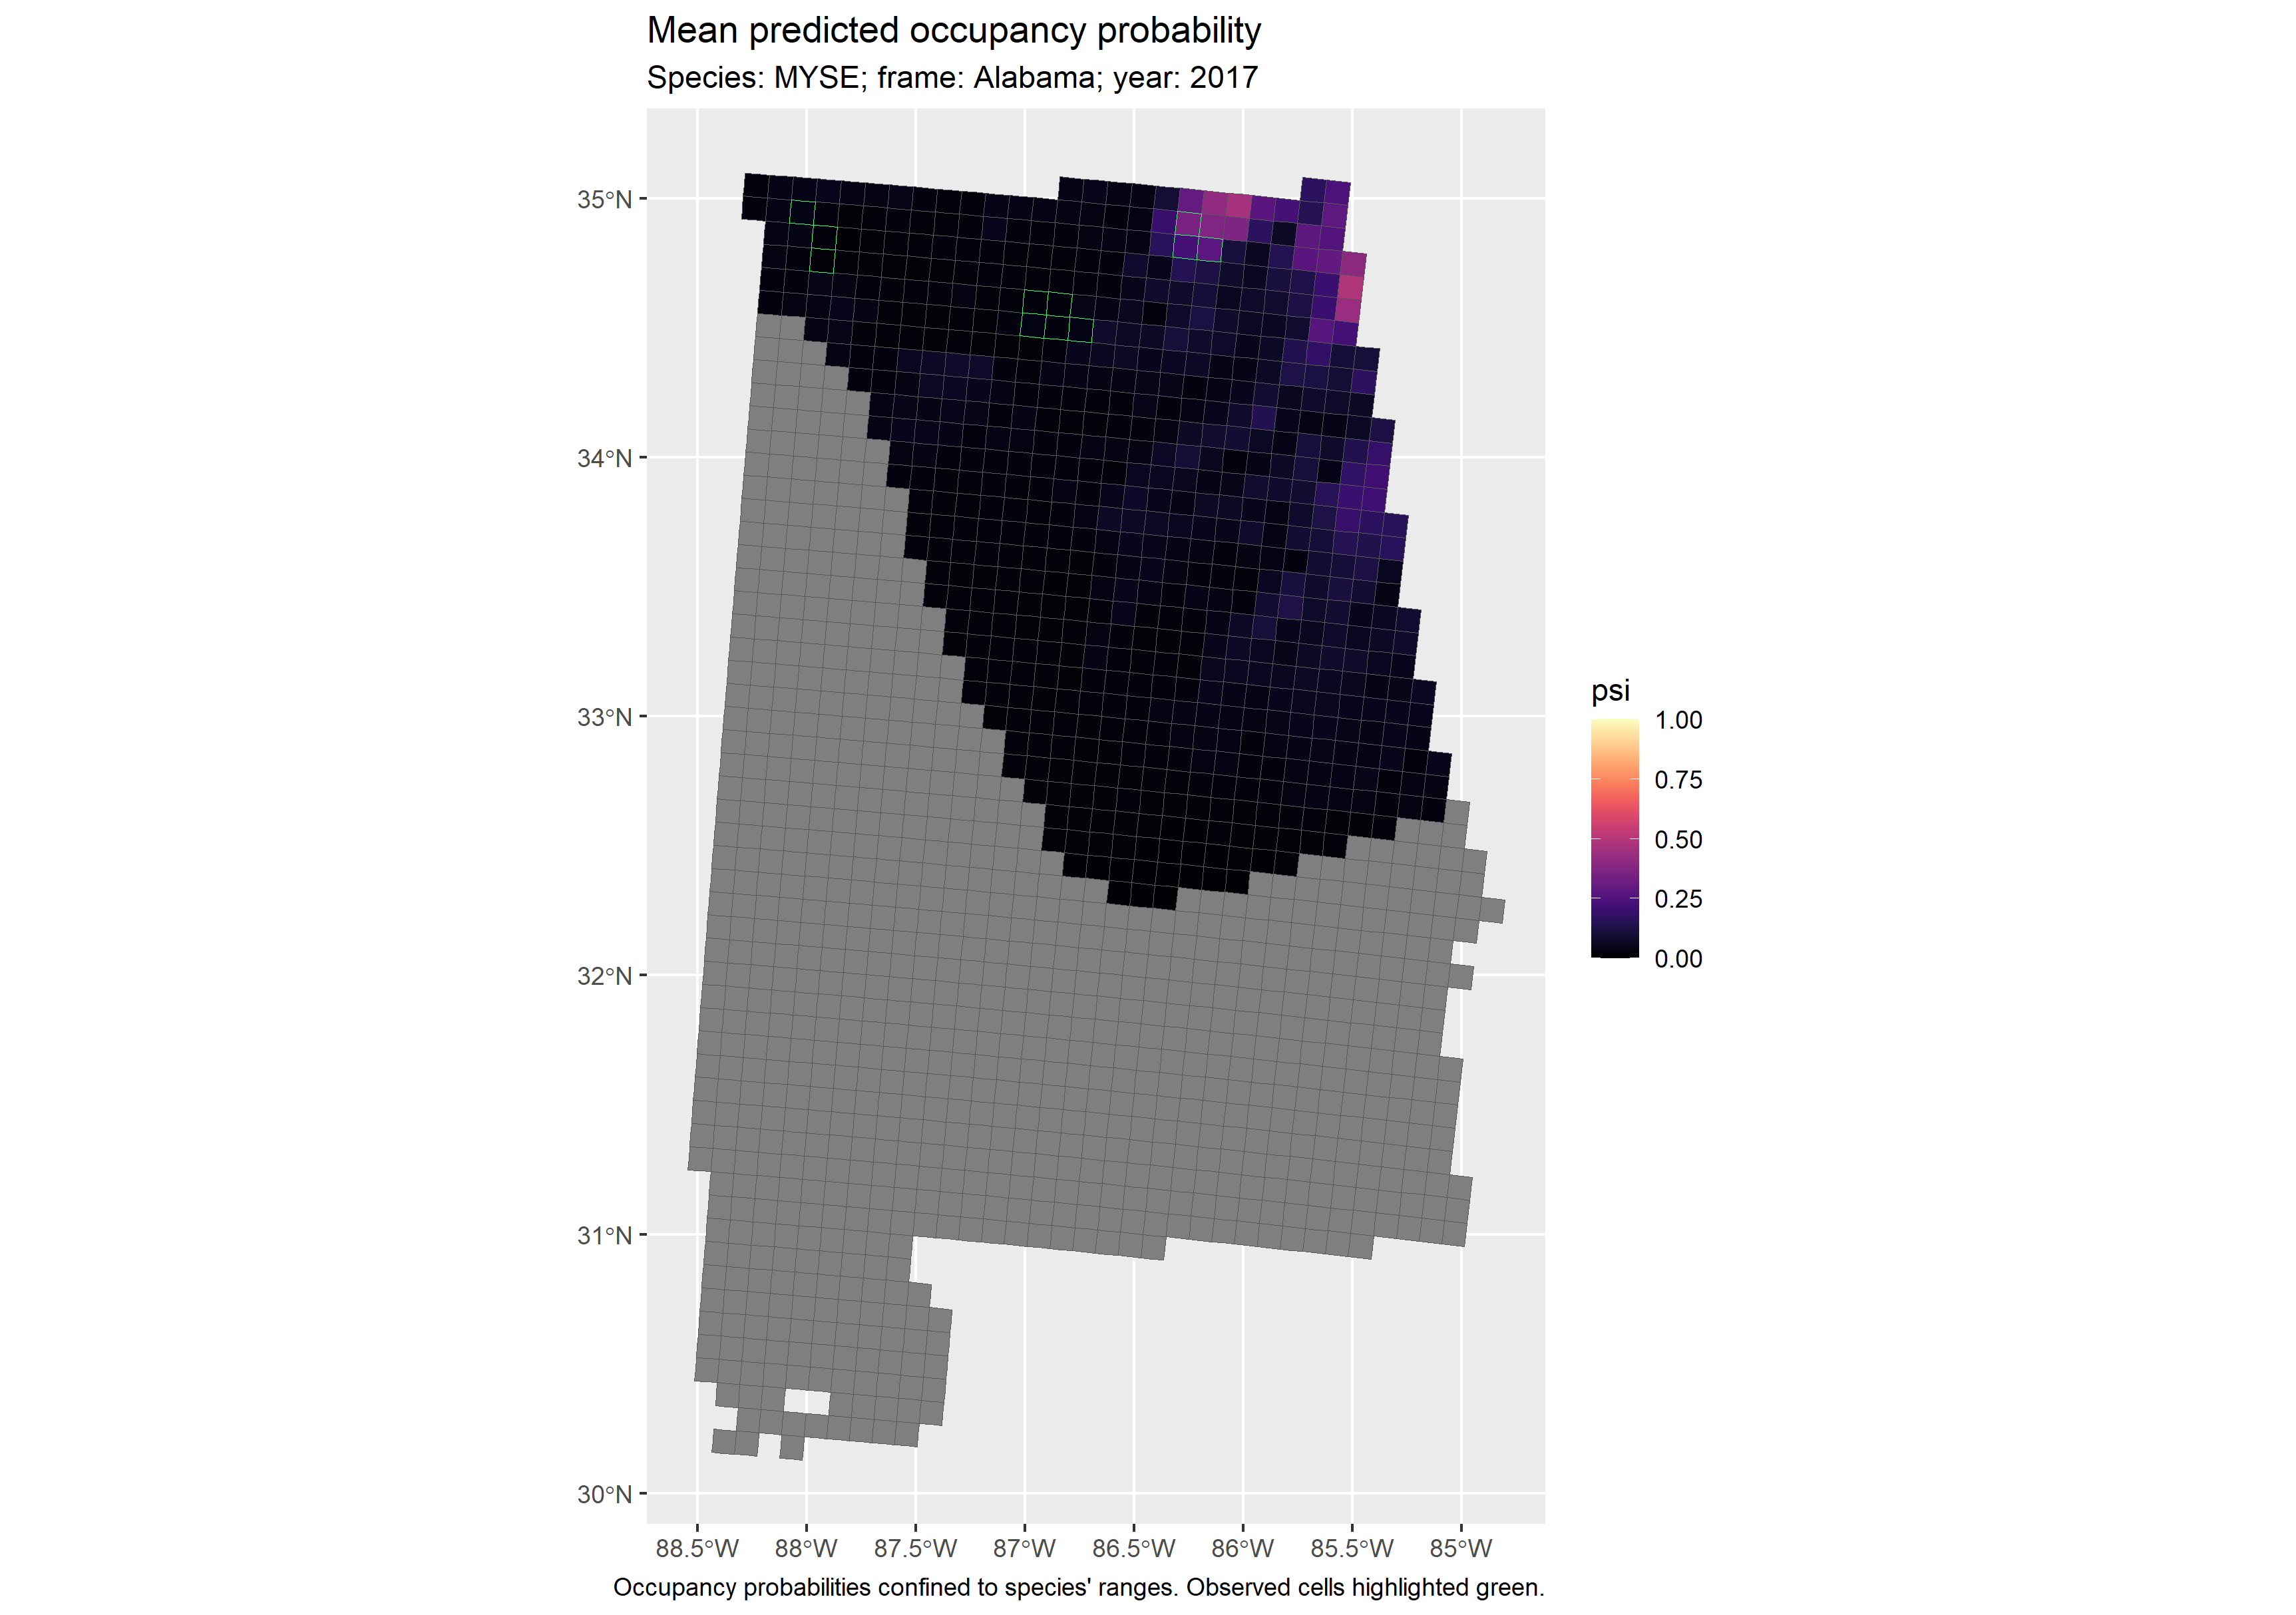 Mean predicted occupancy probability
Species: MYSE; frame: Alabama; year: 2017
35°N
34°N
33°N
32°N
31°N
30°N
88.5°W 88°W 87.5°W 87°W 86.5°W 86°W 85.5°W 85°W
psi
1.00
0.75
0.50
0.25
0.00
Occupancy probabilities confined to species' ranges. Observed cells highlighted green.